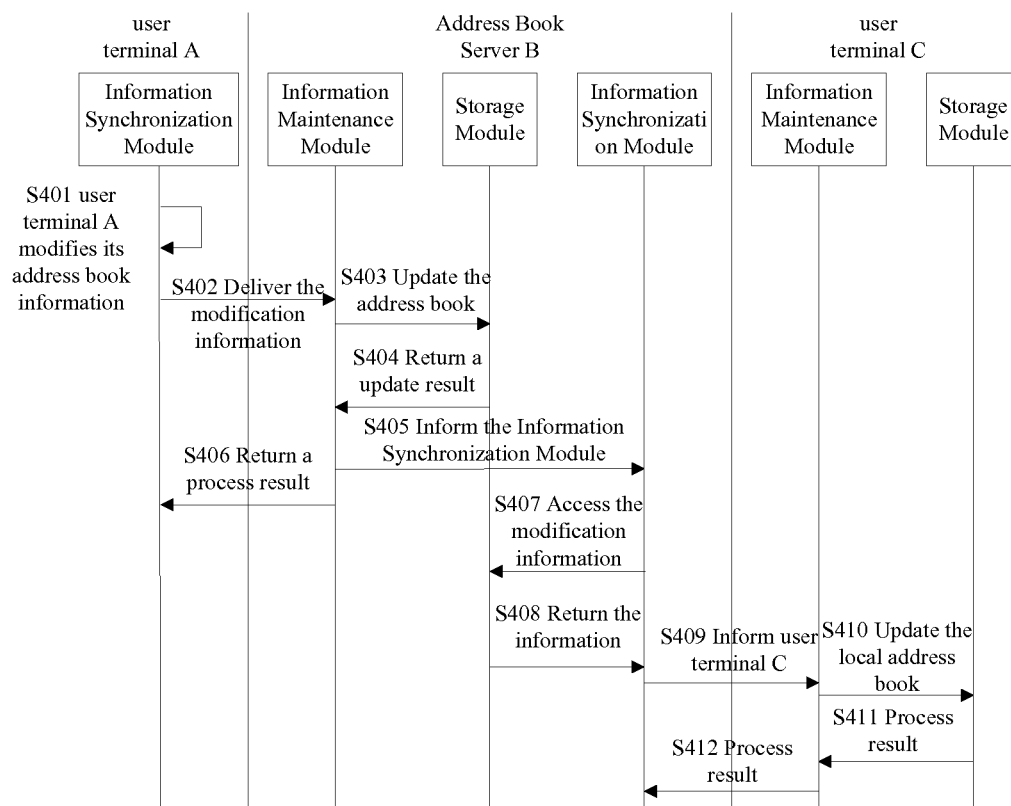 user
terminal A
Address Book
Server B
user
terminal C
Information
Synchronization
Module
Information
Maintenance
Module
Storage
Module
Information
Synchronizati
on Module
Information
Maintenance
Module
Storage
Module
S401 user
terminal A
modifies its
address book
information
S402 Deliver the
modification
information
S403 Update the
address book
S404 Return a
update result
S405 Inform the Information
Synchronization Module
S406 Return a
process result
S407 Access the
modification
information
S408 Return the
information
S409 Inform user
terminal C
S410 Update the
local address
book
S411 Process
result
S412 Process
result